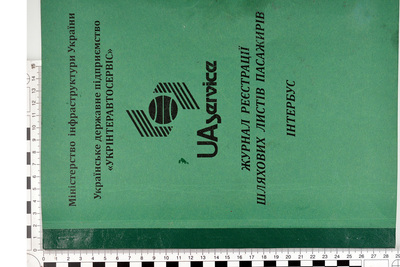 Міністерство інфраструктури України
Українське державне підприємство
«УКРІНТЕРАВТОСЕРВІС»
UAservice
ЖУРНАЛ РЕЄСТРАЦІЇ
ШЛЯХОВИХ ЛИСТІВ ПАСАЖИРІВ
ІНТЕРБУС